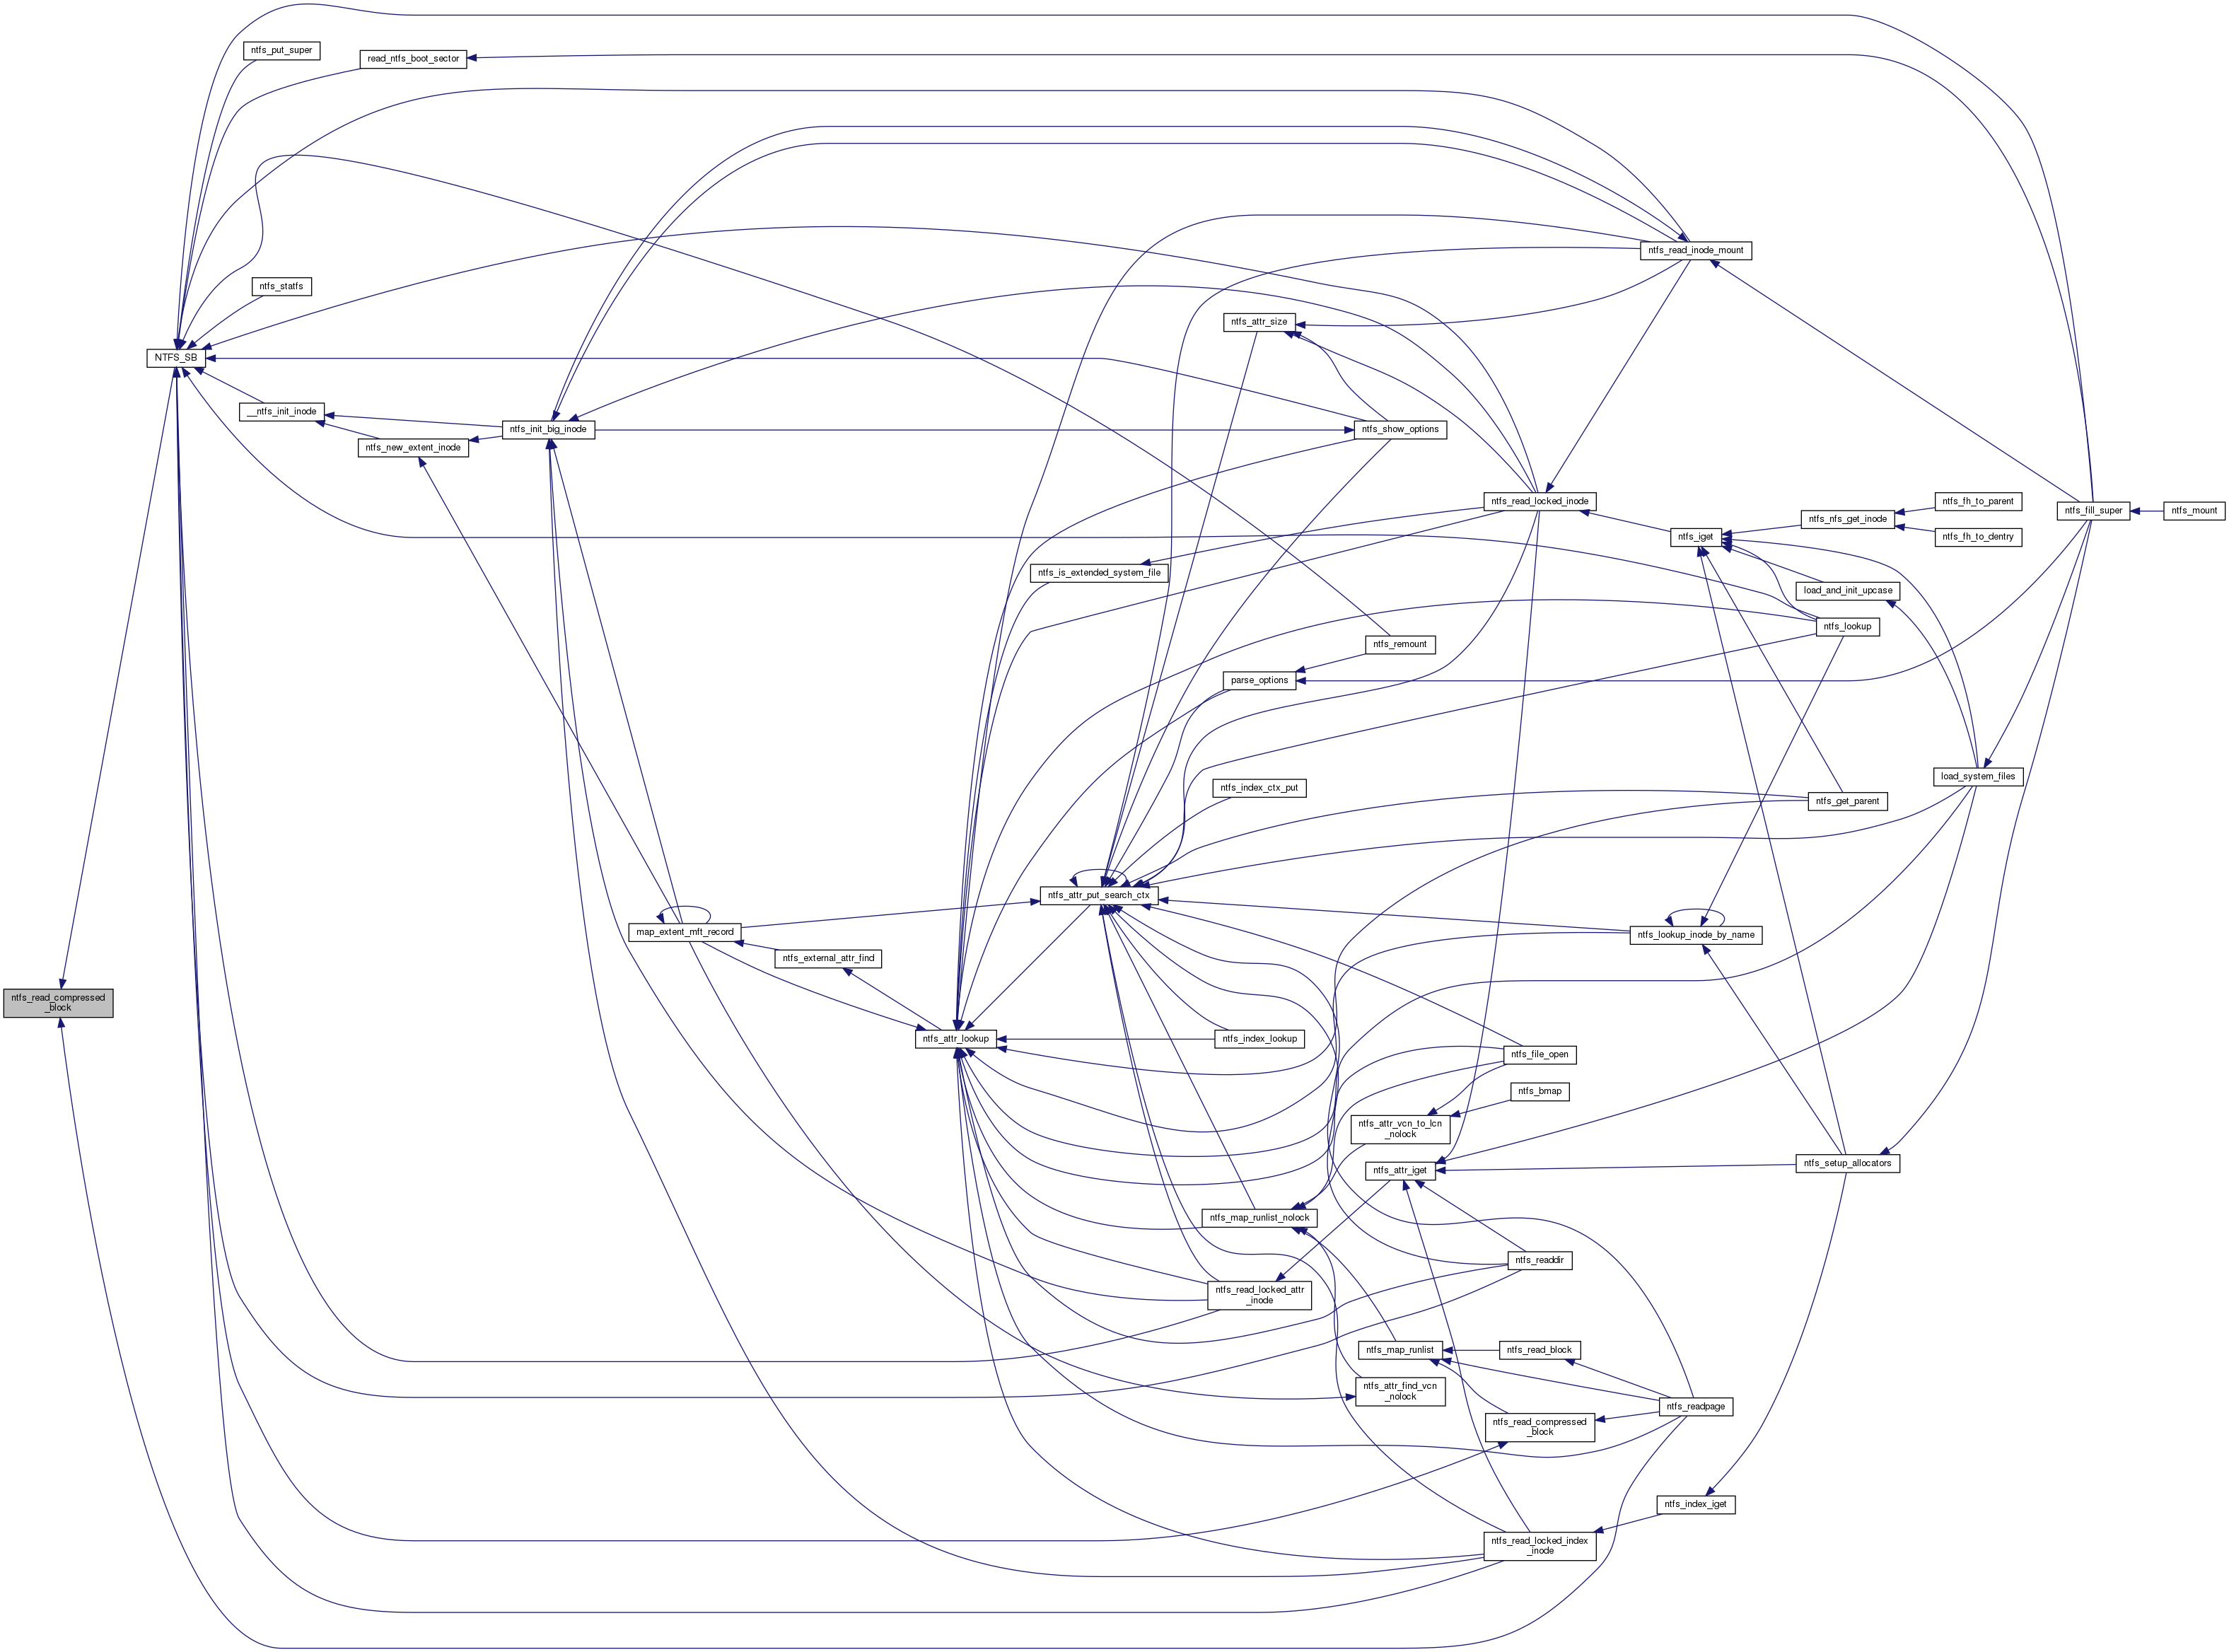 ntfs_put_super
read_ntfs_boot_sector
ntfs_read_inode_mount
ntfs_statfs
ntfs_attr_size
NTFS_SB
__ntfs_init_inode
ntfs_init_big_inode
ntfs_show_options
ntfs_new_extent_inode
ntfs_read_locked_inode
ntfs_fh_to_parent
ntfs_nfs_get_inode
ntfs_fill_super
ntfs_mount
ntfs_iget
ntfs_fh_to_dentry
ntfs_is_extended_system_file
load_and_init_upcase
ntfs_lookup
ntfs_remount
parse_options
load_system_files
ntfs_index_ctx_put
ntfs_get_parent
ntfs_attr_put_search_ctx
map_extent_mft_record
ntfs_lookup_inode_by_name
ntfs_external_attr_find
ntfs_read_compressed
_block
ntfs_attr_lookup
ntfs_index_lookup
ntfs_file_open
ntfs_bmap
ntfs_attr_vcn_to_lcn
_nolock
ntfs_attr_iget
ntfs_setup_allocators
ntfs_map_runlist_nolock
ntfs_readdir
ntfs_read_locked_attr
_inode
ntfs_map_runlist
ntfs_read_block
ntfs_attr_find_vcn
_nolock
ntfs_readpage
ntfs_read_compressed
_block
ntfs_index_iget
ntfs_read_locked_index
_inode